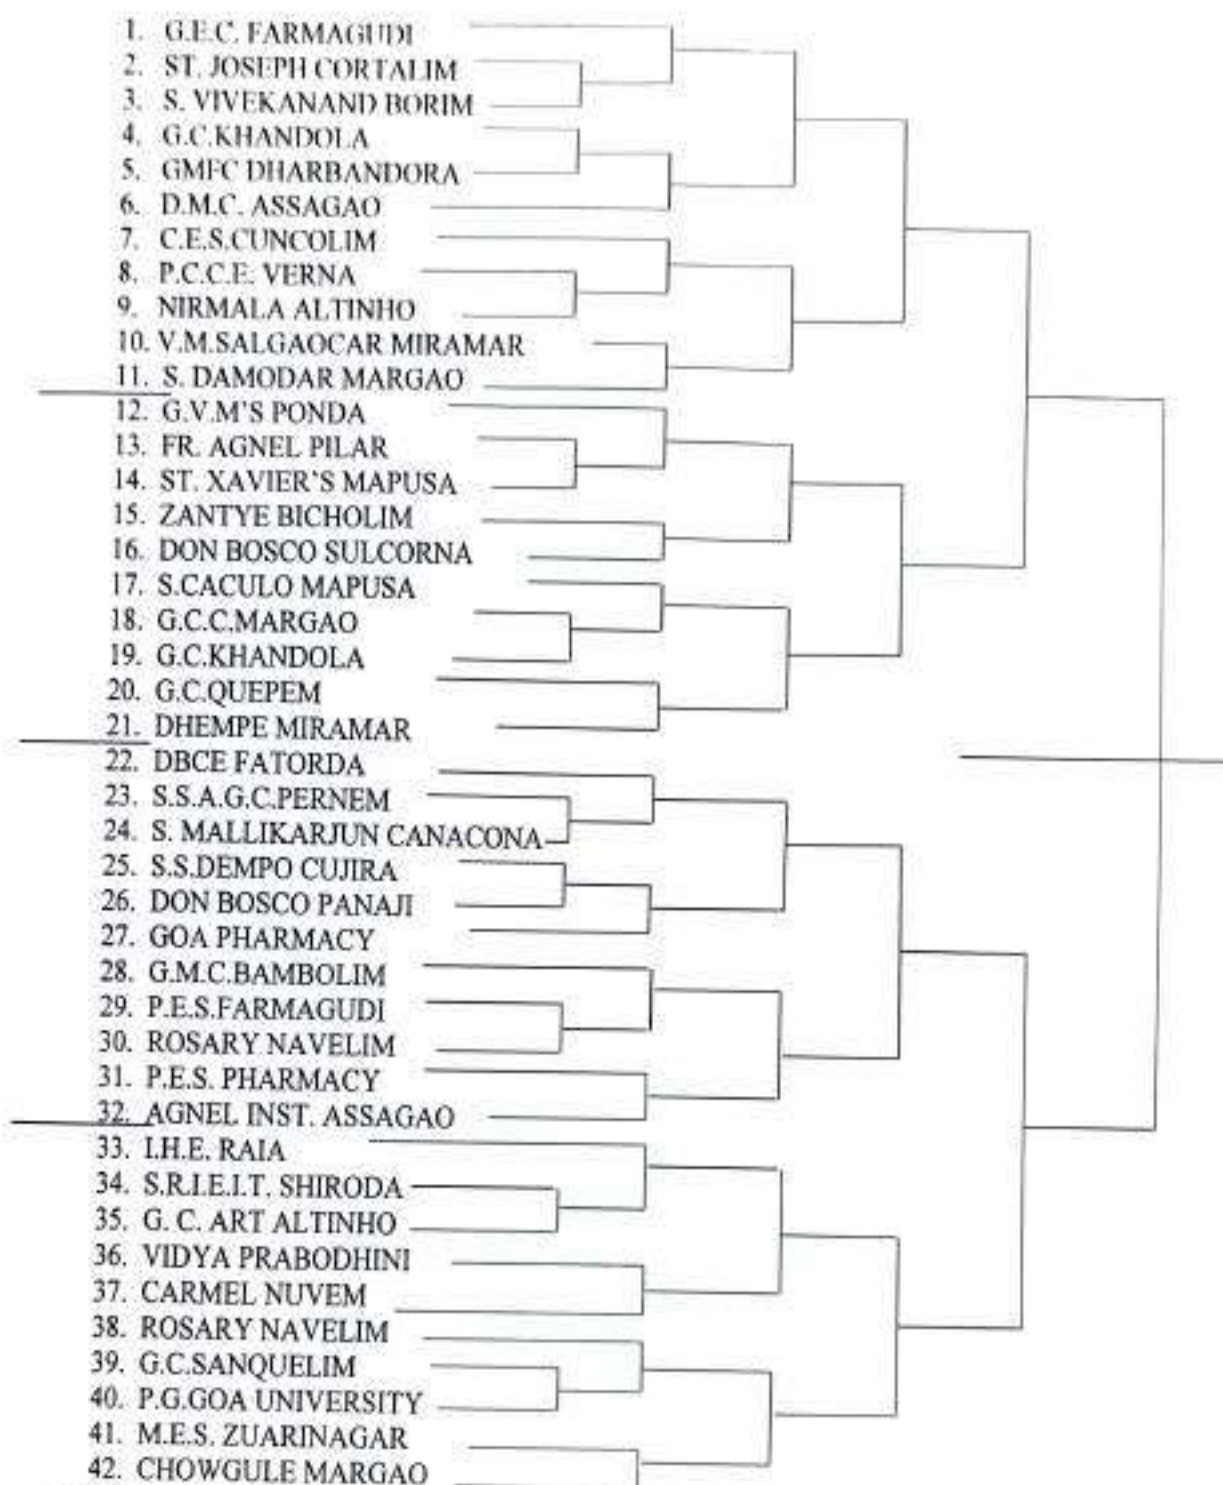 1. G.E.C. FARMAGUDI
2. ST. JOSEPH CORTALIM
3. S. VIVEKANAND BORIM
4. G.C.KHANDOLA
5. GMFC DHARBANDORA
6. D.M.C. ASSAGAO
7. C.E.S.CUNCOLIM
8. P.C.C.E. VERNA
9. NIRMALA ALTINHO
10. V.M.SALGAOCAR MIRAMAR
11. S. DAMODAR MARGAO
12. G.V.M'S PONDA
13. FR. AGNEL PILAR
14. ST. XAVIER'S MAPUSA
15. ZANTYE BICHOLIM
16. DON BOSCO SULCORNA
17. S.CACULO MAPUSA
18. G.C.C.MARGAO
19. G.C.KHANDOLA
20. G.C.QUEPEM
21. DHEMPE MIRAMAR
22. DBCE FATORDA
23. S.S.A.G.C.PERNEM
24. S. MALLIKARJUN CANACONA
25. S.S.DEMPO CUJIRA
26. DON BOSCO PANAJI
27. GOA PHARMACY
28. G.M.C.BAMBOLIM
29. P.E.S.FARMAGUDI
30. ROSARY NAVELIM
31. P.E.S. PHARMACY
32. AGNEL INST. ASSAGAO
33. I.H.E. RAIA
34. S.R.I.E.I.T. SHIRODA
35. G. C. ART ALTINHO
36. VIDYA PRABODHINI
37. CARMEL NUVEM
38. ROSARY NAVELIM
39. G.C.SANQUELIM
40. P.G.GOA UNIVERSITY
41. M.E.S. ZUARINAGAR
42. CHOWGULE MARGAO